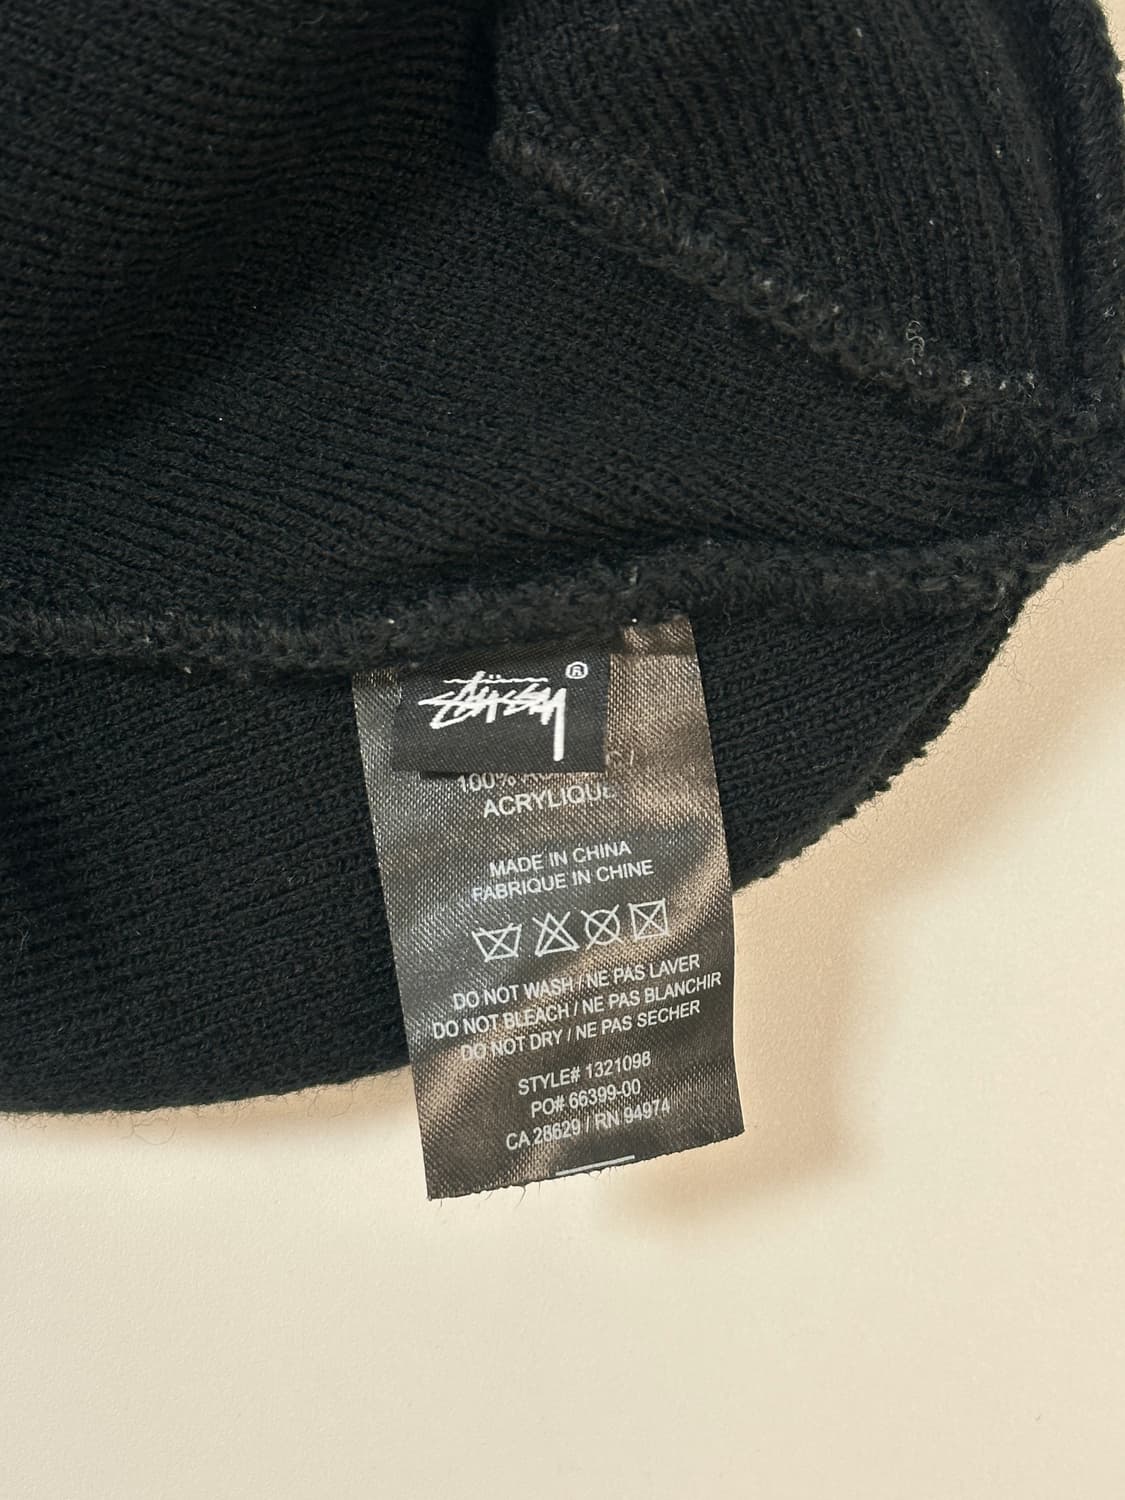 Stüssy ®
100%
ACRYLIQUE
MADE IN CHINA
FABRIQUE IN CHINE
DO NOT WASH / NE PAS LAVER
DO NOT BLEACH / NE PAS BLANCHIR
DO NOT DRY / NE PAS SECHER
STYLE# 1321098
PO# 66399-00
CA 28629 / RN 94974